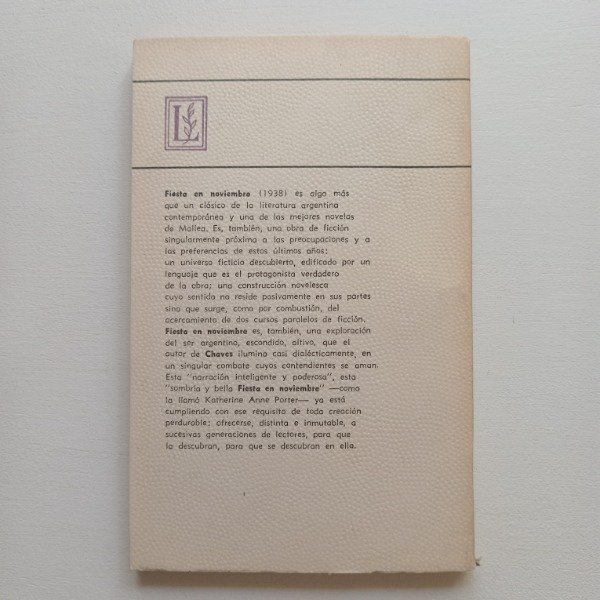 L
Fiesta en noviembre (1938) es algo más
que un clásico de la literatura argentina
contemporánea y una de las mejores novelas
de Mallea. Es, también, una obra de ficción
singularmente próxima a las preocupaciones y a
las preferencias de estos últimos años:
un universo ficticio descubierto, edificado por un
lenguaje que es el protagonista verdadero
de la obra; una construcción novelesca
cuyo sentido no reside pasivamente en sus partes
sino que surge, como por combustión, del
acercamiento de dos cursos paralelos de ficción.
Fiesta en noviembre es, también, una exploración
del ser argentino, escondido, altivo, que el
autor de Chaves ilumina casi dialécticamente, en
un singular combate cuyos contendientes se aman.
Esta "narración inteligente y poderosa", esta
"sombría y bella Fiesta en noviembre" —como
la llamó Katherine Anne Porter— ya está
cumpliendo con ese requisito de toda creación
perdurable: ofrecerse, distinta e inmutable, a
sucesivas generaciones de lectores, para que
la descubran, para que se descubran en ella.